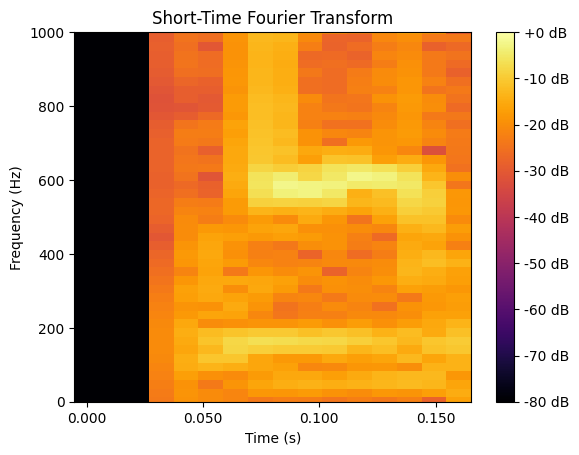 Short-Time Fourier Transform
1000
800
600
400
200
0
Frequency (Hz)
0.000
0.050
0.100
0.150
Time (s)
+0 dB
-10 dB
-20 dB
-30 dB
-40 dB
-50 dB
-60 dB
-70 dB
-80 dB